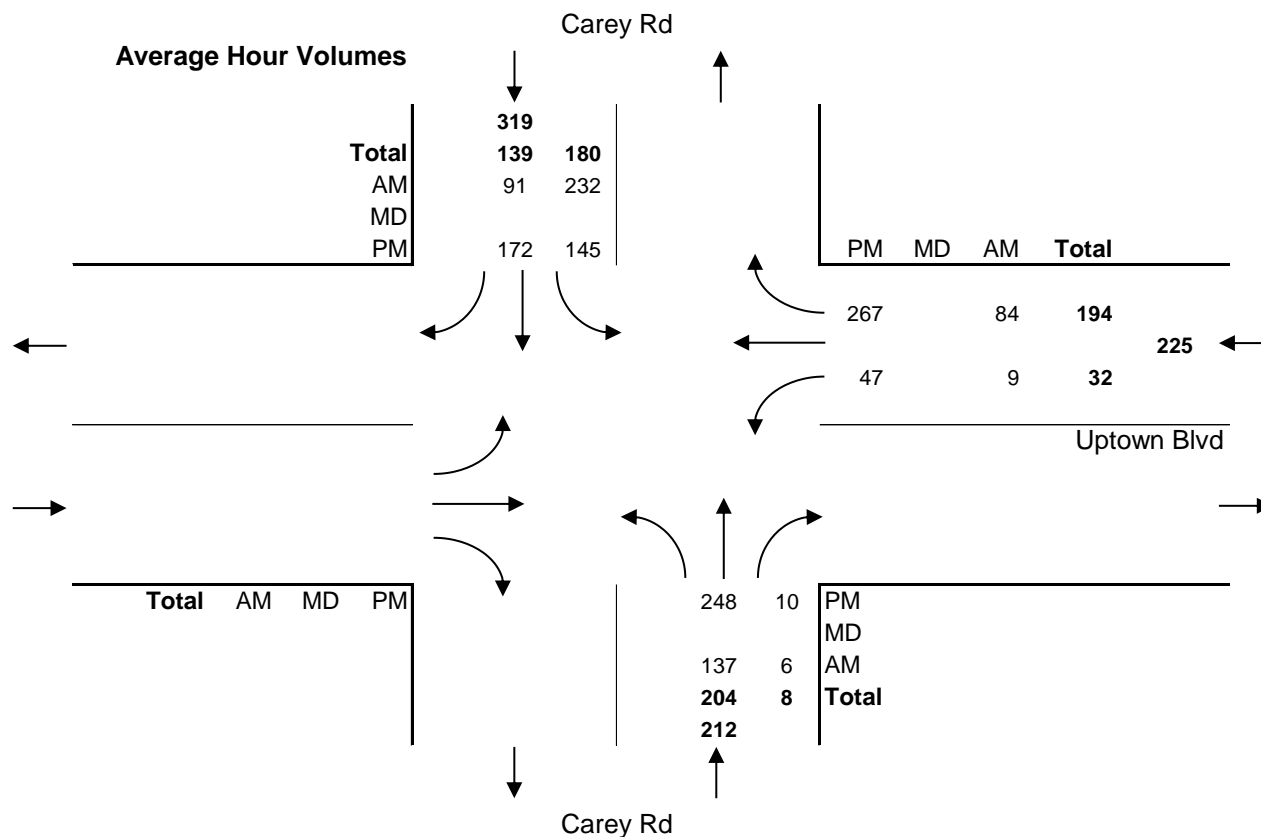 Carey Rd
Average Hour Volumes
319
Total 139 180
AM 91 232
MD
PM 172 145
PM MD AM Total
267 84 194
225
47 9 32
Uptown Blvd
Total AM MD PM
248 10 PM
MD
137 6 AM
204 8 Total
212
Carey Rd